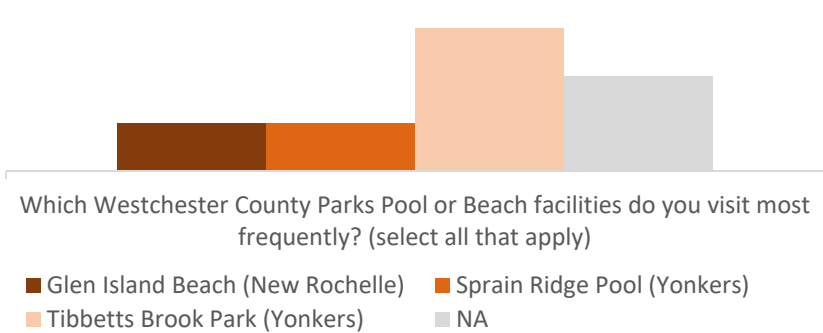 Which Westchester County Parks Pool or Beach facilities do you visit most
frequently? (select all that apply)
Glen Island Beach (New Rochelle) Sprain Ridge Pool (Yonkers)
Tibbetts Brook Park (Yonkers) NA